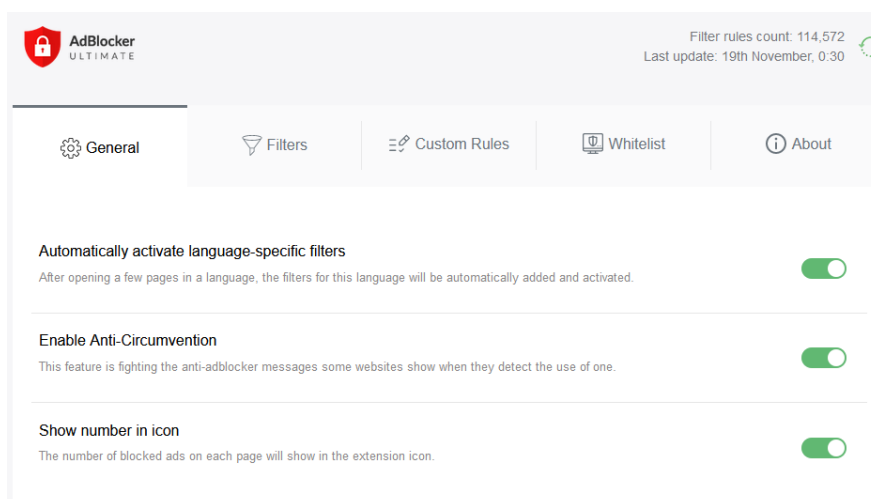 AdBlocker
ULTIMATE
Filter rules count: 114,572
Last update: 19th November, 0:30
General
Filters
Custom Rules
Whitelist
About
Automatically activate language-specific filters
After opening a few pages in a language, the filters for this language will be automatically added and activated.
Enable Anti-Circumvention
This feature is fighting the anti-adblocker messages some websites show when they detect the use of one.
Show number in icon
The number of blocked ads on each page will show in the extension icon.